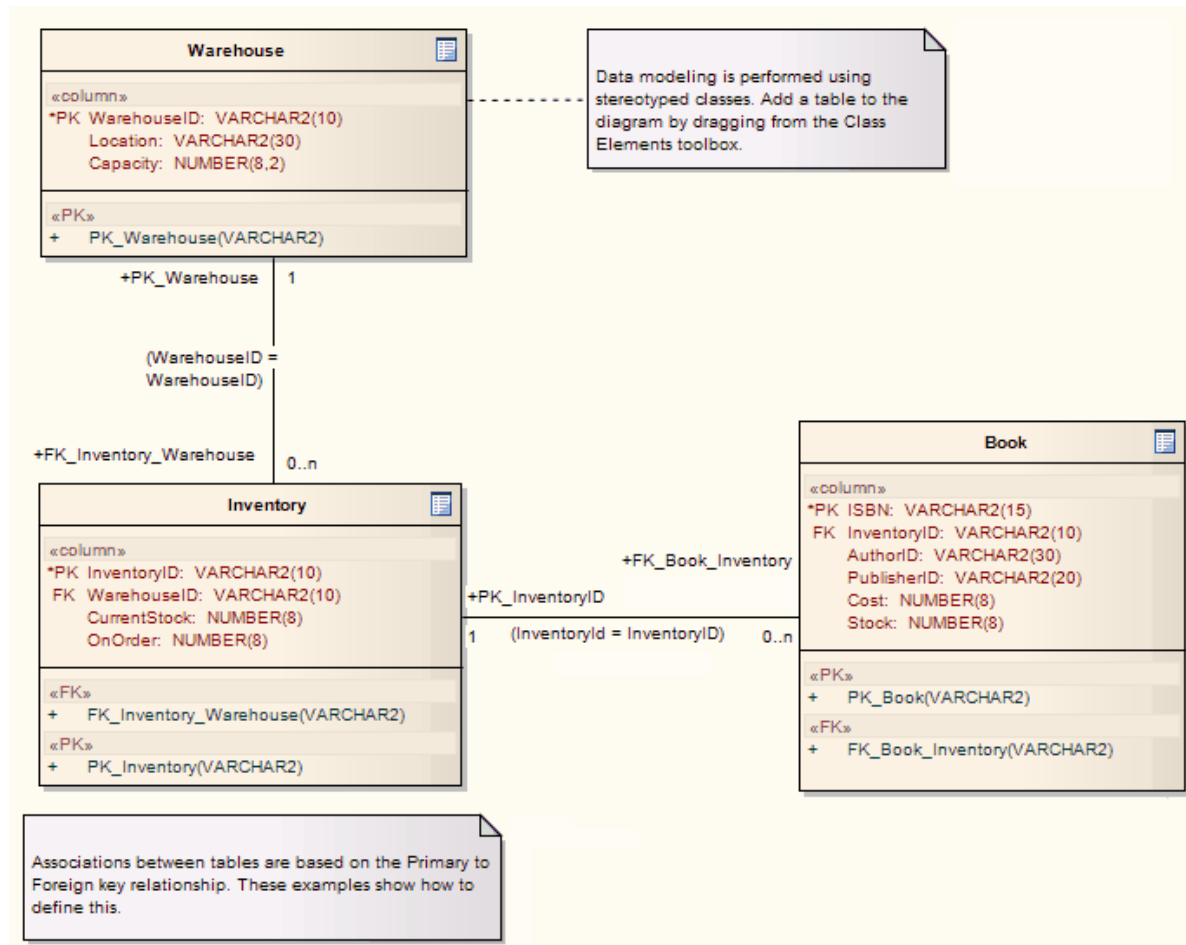 Warehouse
«column»
*PK WarehouseID: VARCHAR2(10)
Location: VARCHAR2(30)
Capacity: NUMBER(8,2)
«PK»
+ PK_Warehouse(VARCHAR2)
Data modeling is performed using
stereotyped classes. Add a table to the
diagram by dragging from the Class
Elements toolbox.
+PK_Warehouse 1
(WarehouseID =
WarehouseID)
+FK_Inventory_Warehouse
0..n
Inventory
«column»
*PK InventoryID: VARCHAR2(10)
FK WarehouseID: VARCHAR2(10)
CurrentStock: NUMBER(8)
OnOrder: NUMBER(8)
«FK»
+ FK_Inventory_Warehouse(VARCHAR2)
«PK»
+ PK_Inventory(VARCHAR2)
+FK_Book_Inventory
+PK_InventoryID
1 (InventoryId = InventoryID) 0..n
Book
«column»
*PK ISBN: VARCHAR2(15)
FK InventoryID: VARCHAR2(10)
AuthorID: VARCHAR2(30)
PublisherID: VARCHAR2(20)
Cost: NUMBER(8)
Stock: NUMBER(8)
«PK»
+ PK_Book(VARCHAR2)
«FK»
+ FK_Book_Inventory(VARCHAR2)
Associations between tables are based on the Primary to
Foreign key relationship. These examples show how to
define this.